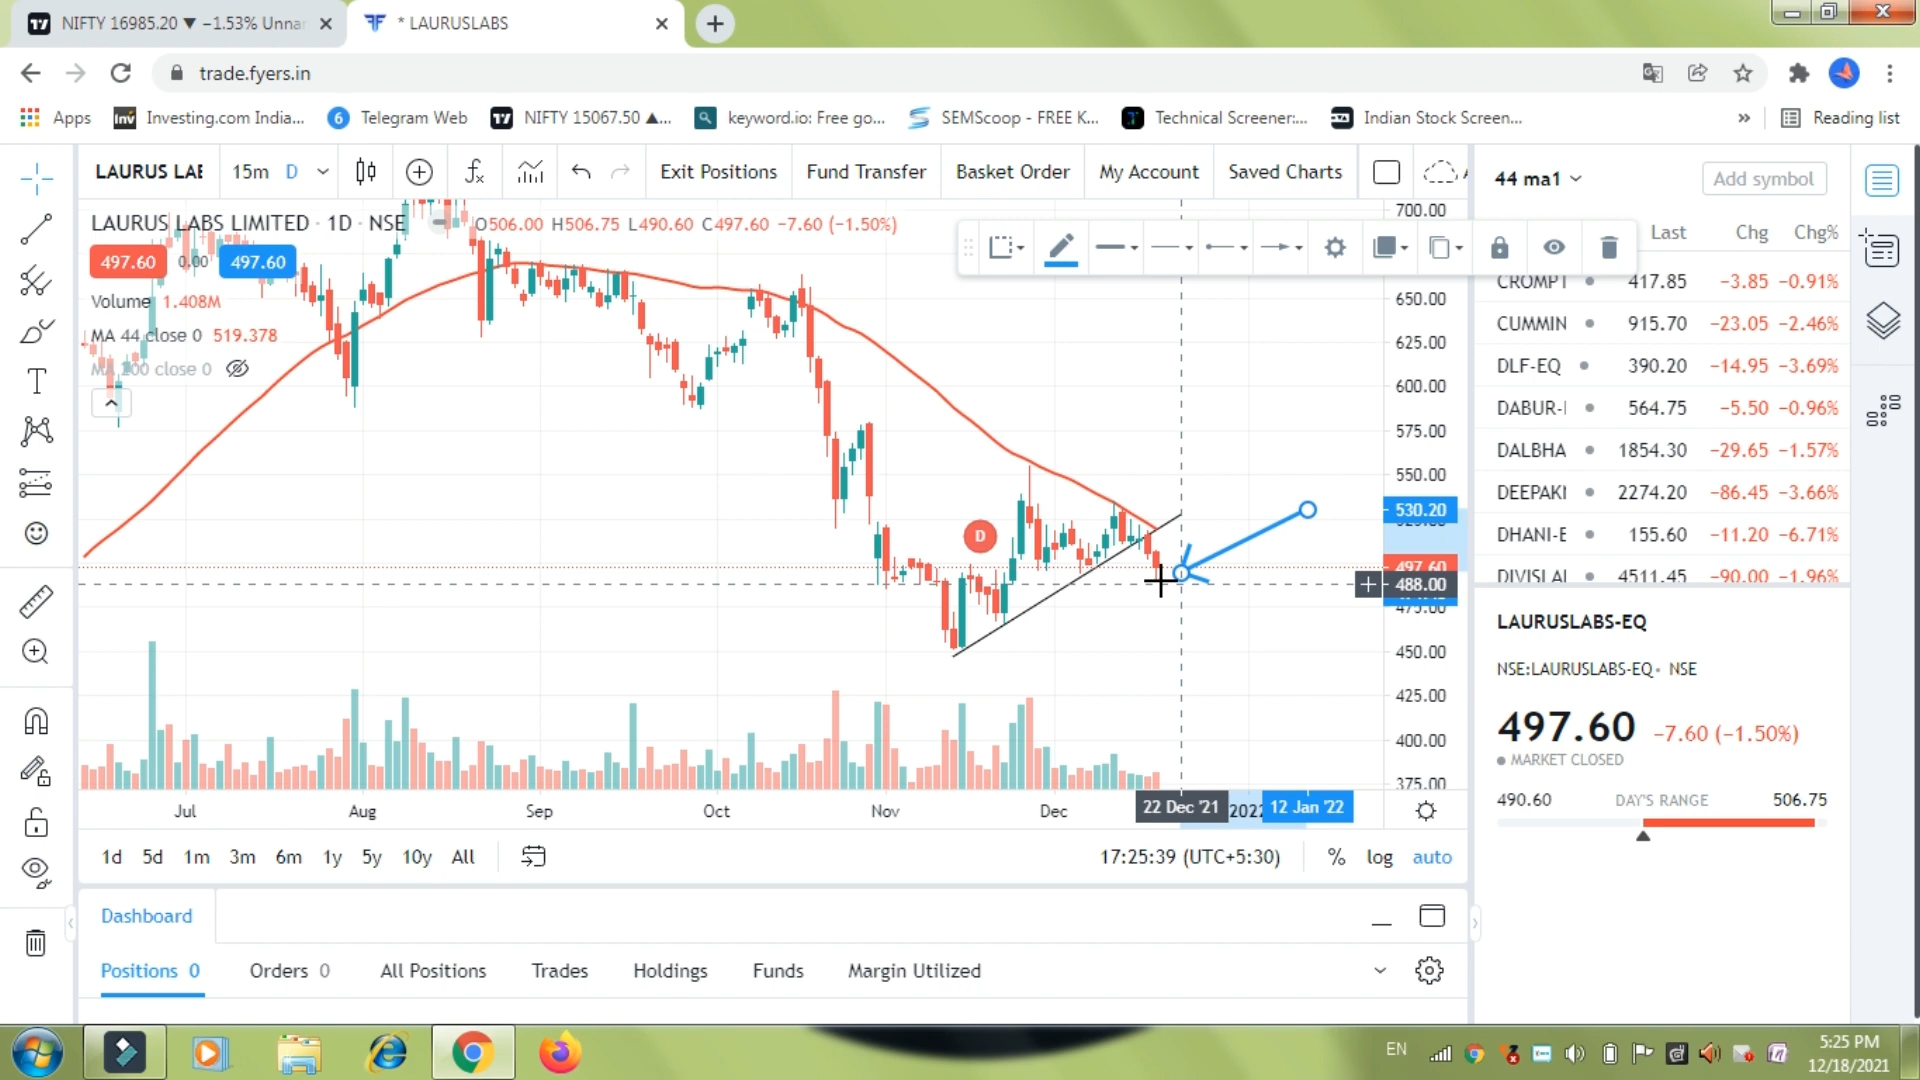 NIFTY 16985.20 ▼ −1.53% Unnar
* LAURUSLABS
trade.fyers.in
Apps
Investing.com India...
Telegram Web
NIFTY 15067.50 ▲...
keyword.io: Free go...
SEMScoop - FREE K...
Technical Screener:...
Indian Stock Screen...
»
Reading list
LAURUS LAE
15m
D
Exit Positions
Fund Transfer
Basket Order
My Account
Saved Charts
44 ma1
Add symbol
LAURUS LABS LIMITED · 1D · NSE
O506.00 H506.75 L490.60 C497.60 −7.60 (−1.50%)
497.60
0.00
497.60
Volume 1.408M
MA 44 close 0 519.378
MA 200 close 0
D
700.00
650.00
625.00
600.00
575.00
550.00
530.20
497.60
488.00
475.00
450.00
425.00
400.00
375.00
Last Chg Chg%
CROMPT 417.85 −3.85 −0.91%
CUMMIN 915.70 −23.05 −2.46%
DLF-EQ 390.20 −14.95 −3.69%
DABUR-I 564.75 −5.50 −0.96%
DALBHA 1854.30 −29.65 −1.57%
DEEPAKI 2274.20 −86.45 −3.66%
DHANI-E 155.60 −11.20 −6.71%
DIVISLAI 4511.45 −90.00 −1.96%
LAURUSLABS-EQ
NSE:LAURUSLABS-EQ• NSE
497.60 −7.60 (−1.50%)
MARKET CLOSED
490.60 DAY'S RANGE 506.75
Jul Aug Sep Oct Nov Dec 22 Dec '21 2022 12 Jan '22
1d 5d 1m 3m 6m 1y 5y 10y All
17:25:39 (UTC+5:30)
% log auto
Dashboard
Positions 0
Orders 0
All Positions
Trades
Holdings
Funds
Margin Utilized
EN
5:25 PM
12/18/2021